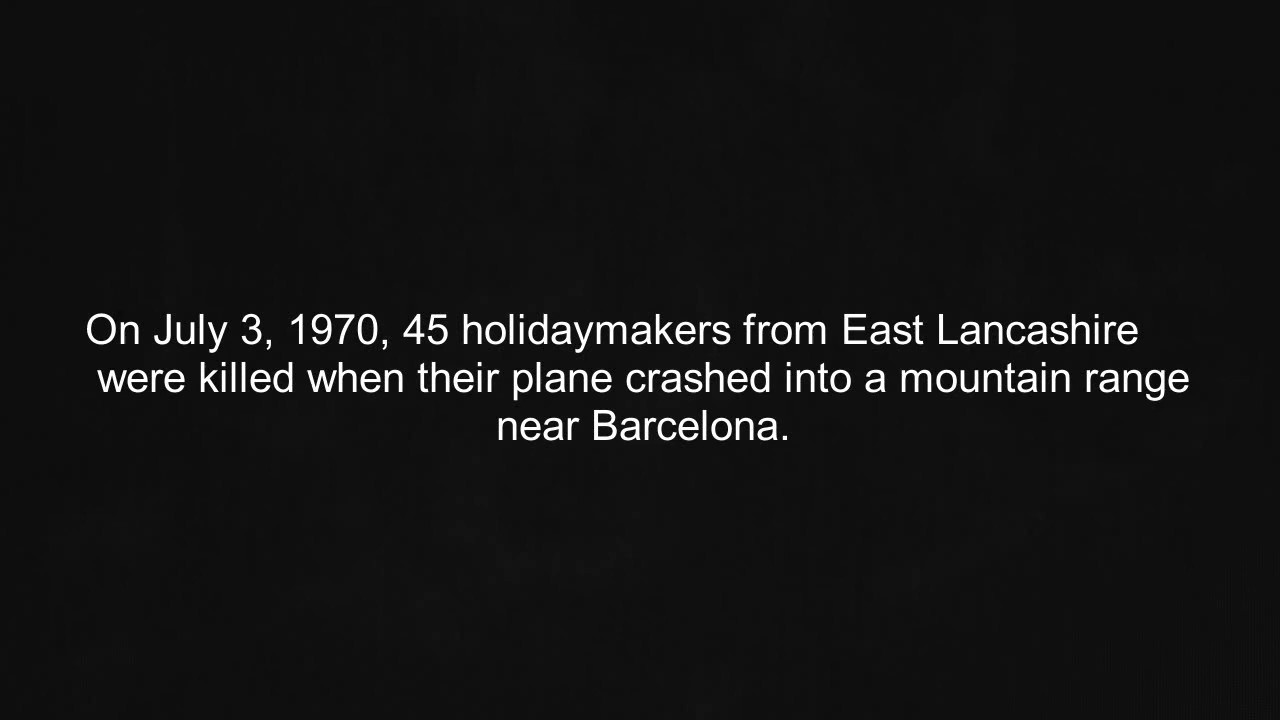 On July 3, 1970, 45 holidaymakers from East Lancashire
were killed when their plane crashed into a mountain range
near Barcelona.